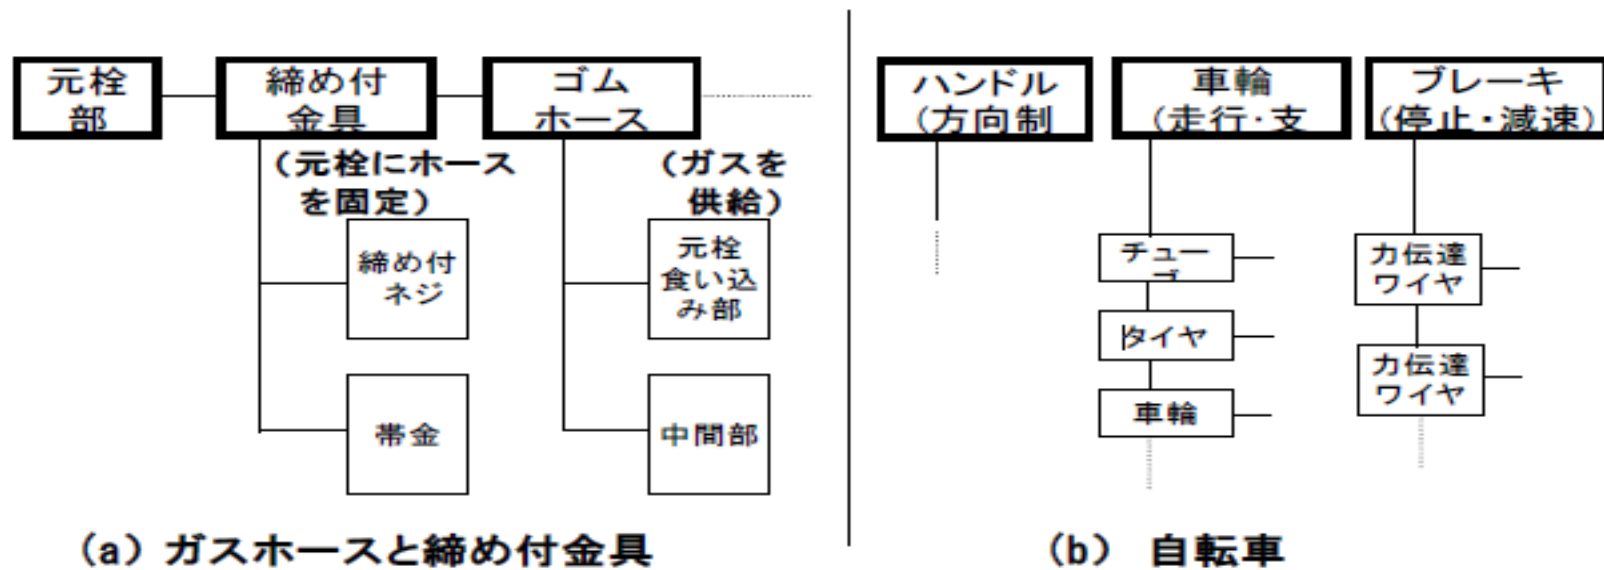 元栓
部
締め付
金具
ゴム
ホース
(元栓にホース
を固定)
(ガスを
供給)
締め付
ネジ
帯金
元栓
食い込
み部
中間部
(a) ガスホースと締め付金具
ハンドル
(方向制
車輪
(走行・支
ブレーキ
(停止・減速)
チュー
タイヤ
車輪
力伝達
ワイヤ
力伝達
ワイヤ
(b) 自転車